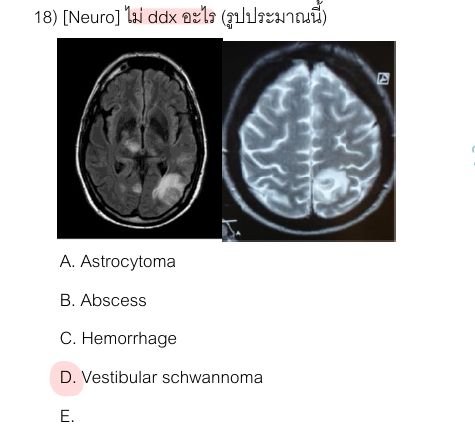 18) [Neuro] ไม่ ddx อะไร (รูปประมาณนี้)
A. Astrocytoma
B. Abscess
C. Hemorrhage
D. Vestibular schwannoma
E.